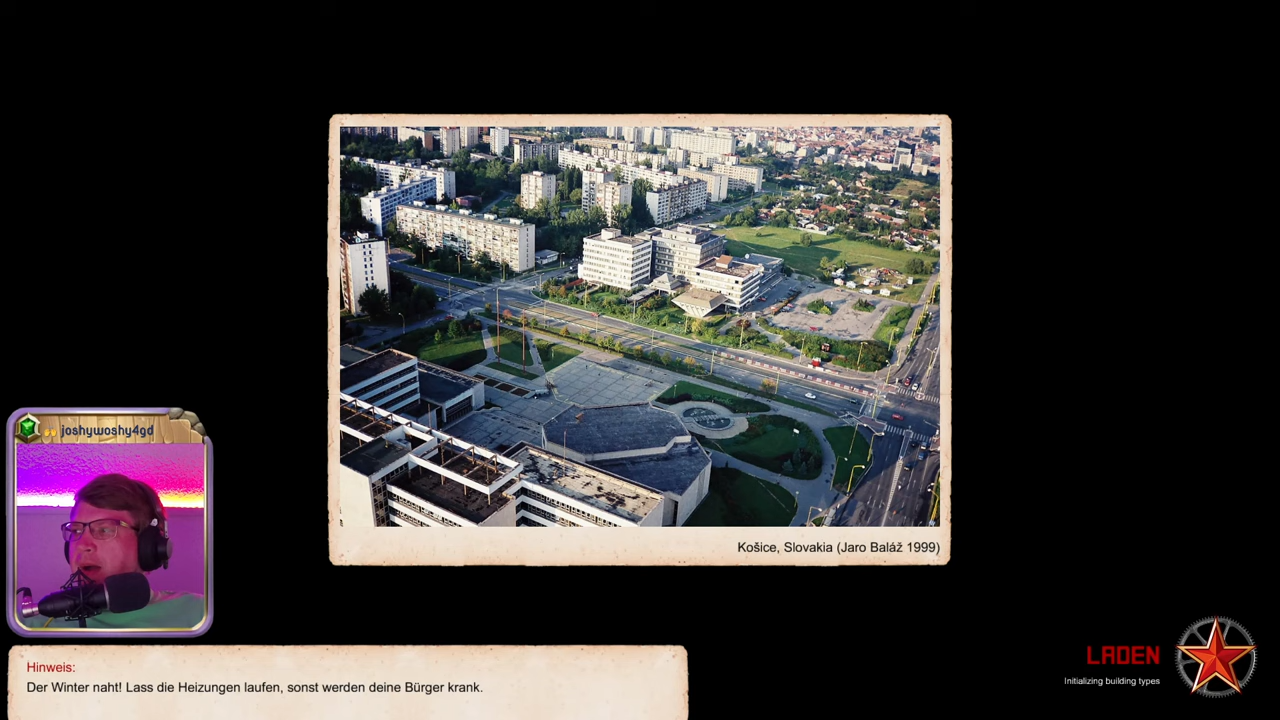 Košice, Slovakia (Jaro Baláž 1999)
joshywoshy4gd
Hinweis:
Der Winter naht! Lass die Heizungen laufen, sonst werden deine Bürger krank.
LADEN
Initializing building types